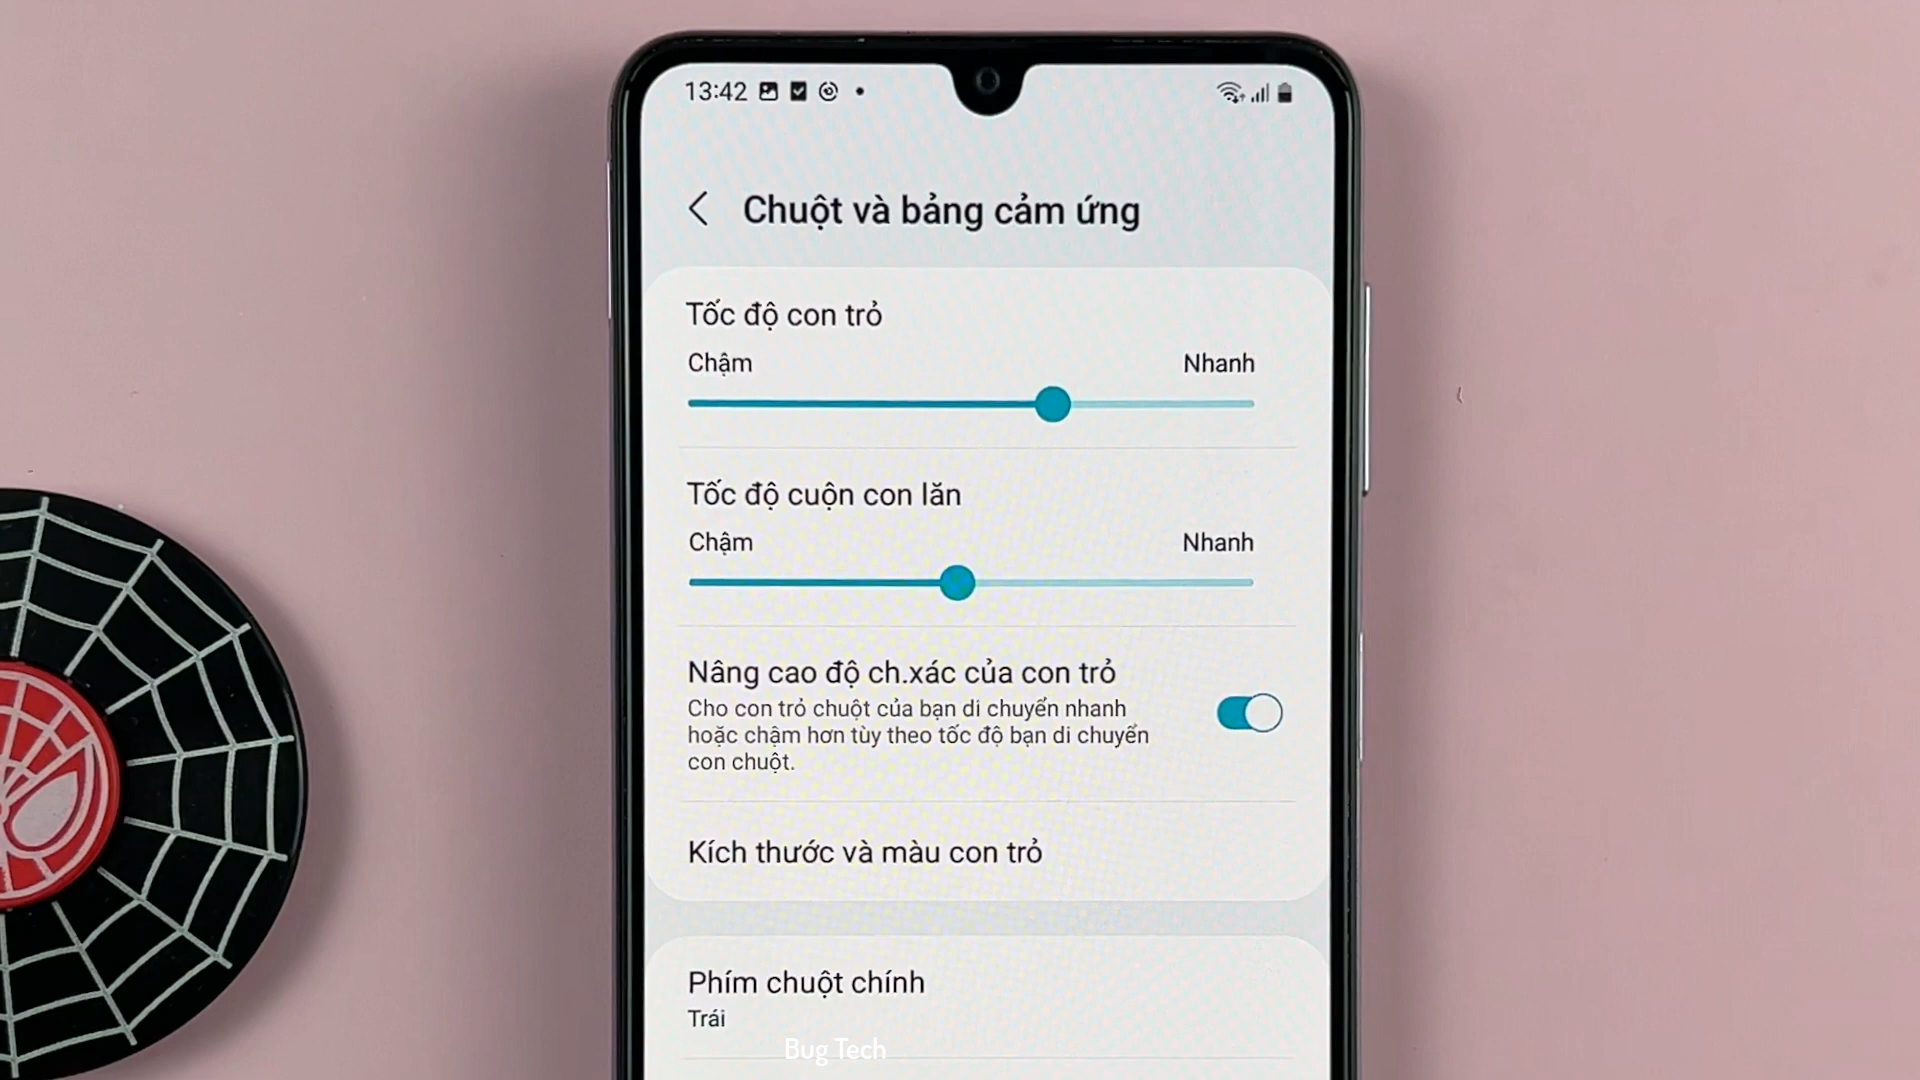 13:42
Chuột và bảng cảm ứng
Tốc độ con trỏ
Chậm Nhanh
Tốc độ cuộn con lăn
Chậm Nhanh
Nâng cao độ ch.xác của con trỏ
Cho con trỏ chuột của bạn di chuyển nhanh
hoặc chậm hơn tùy theo tốc độ bạn di chuyển
con chuột.
Kích thước và màu con trỏ
Phím chuột chính
Trái
Bug Tech